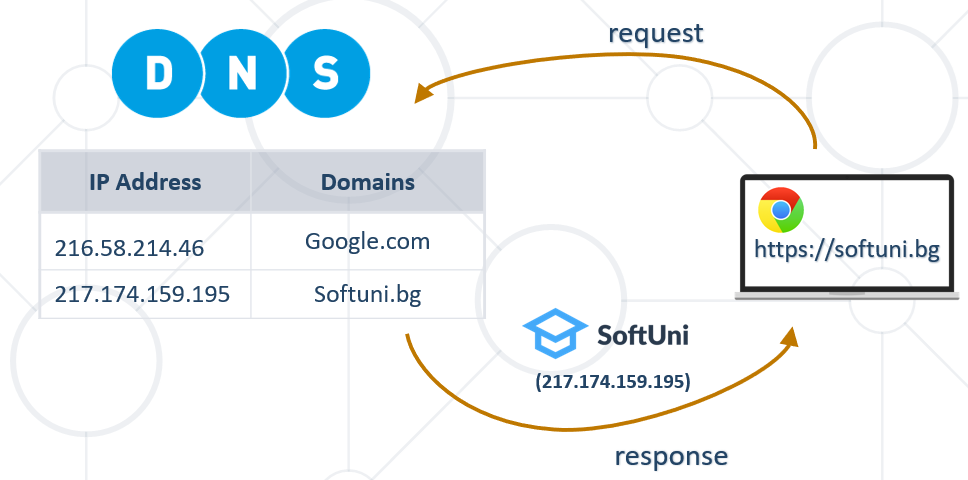 request
DNS
IP Address Domains
216.58.214.46 Google.com
217.174.159.195 Softuni.bg
https://softuni.bg
SoftUni
(217.174.159.195)
response